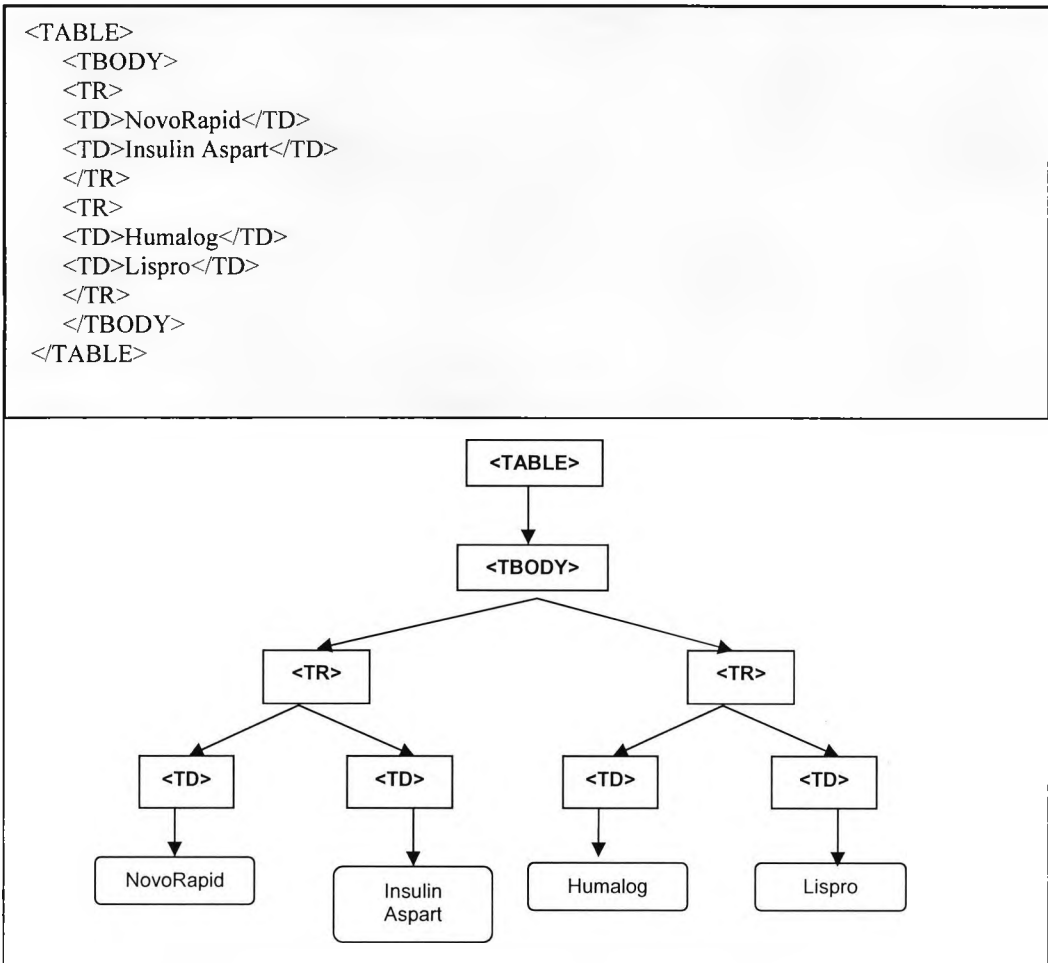 <TABLE>
<TBODY>
<TR>
<TD>NovoRapid</TD>
<TD>Insulin Aspart</TD>
</TR>
<TR>
<TD>Humalog</TD>
<TD>Lispro</TD>
</TR>
</TBODY>
</TABLE>
<TABLE>
<TBODY>
<TR> <TR>
<TD> <TD> <TD> <TD>
NovoRapid
Insulin
Aspart
Humalog
Lispro